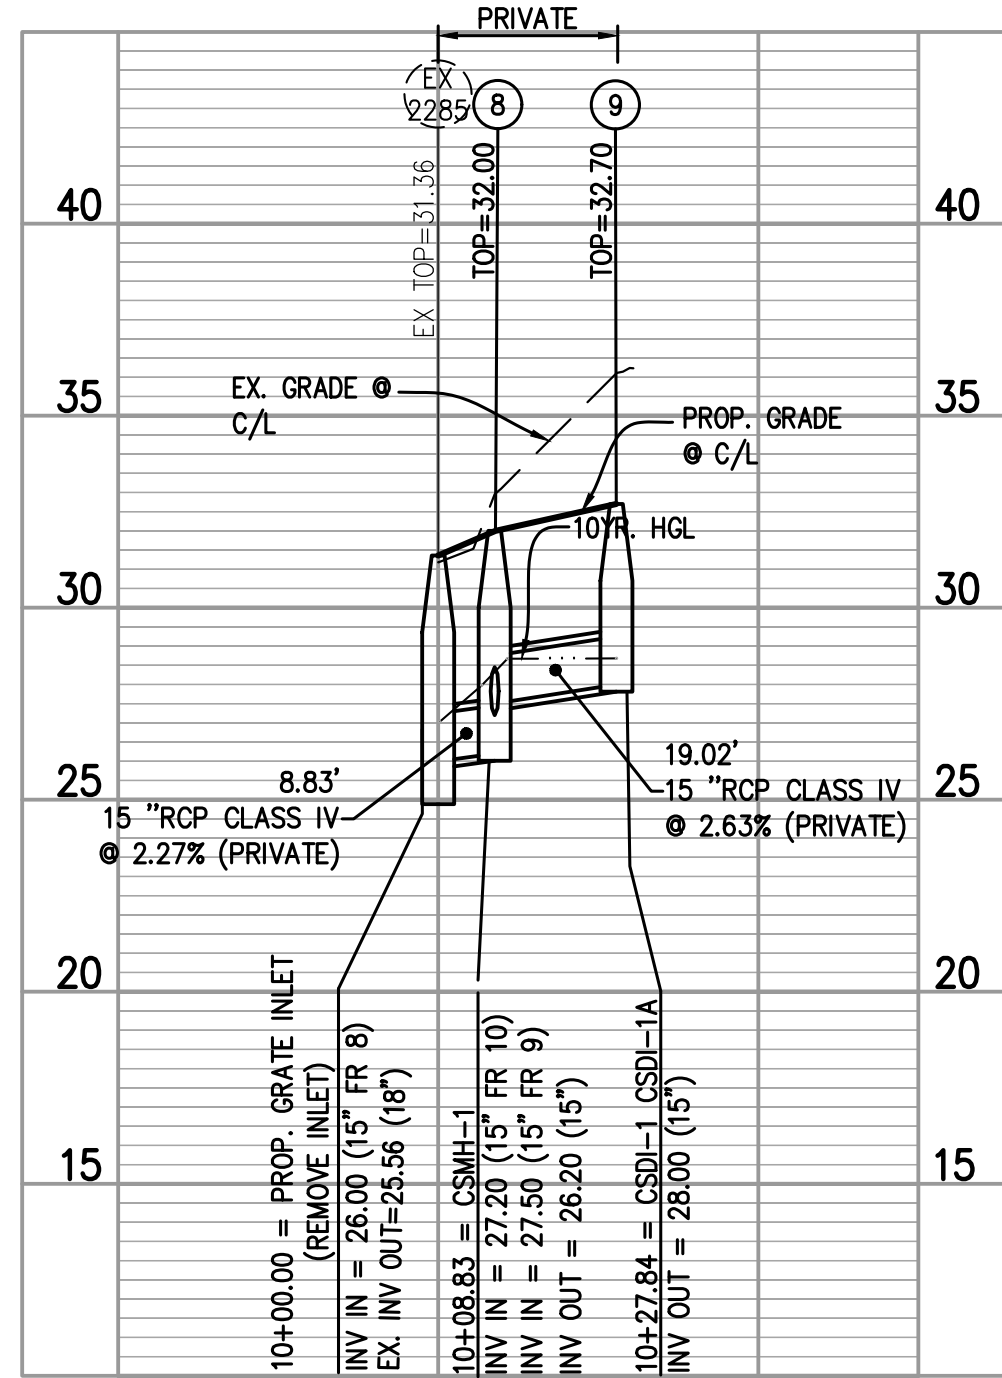 PRIVATE
EX
2285
8
9
EX TOP=31.36
TOP=32.00
TOP=32.70
40
40
EX. GRADE @
C/L
35
35
PROP. GRADE
@ C/L
10YR. HGL
30
30
25
25
8.83'
15 "RCP CLASS IV
@ 2.27% (PRIVATE)
19.02'
15 "RCP CLASS IV
@ 2.63% (PRIVATE)
20
20
15
15
10+00.00 = PROP. GRATE INLET
(REMOVE INLET)
INV IN = 26.00 (15" FR 8)
EX. INV OUT=25.56 (18")
10+08.83 = CSMH-1
INV IN = 27.20 (15" FR 10)
INV IN = 27.50 (15" FR 9)
INV OUT = 26.20 (15")
10+27.84 = CSDI-1 CSDI-1A
INV OUT = 28.00 (15")